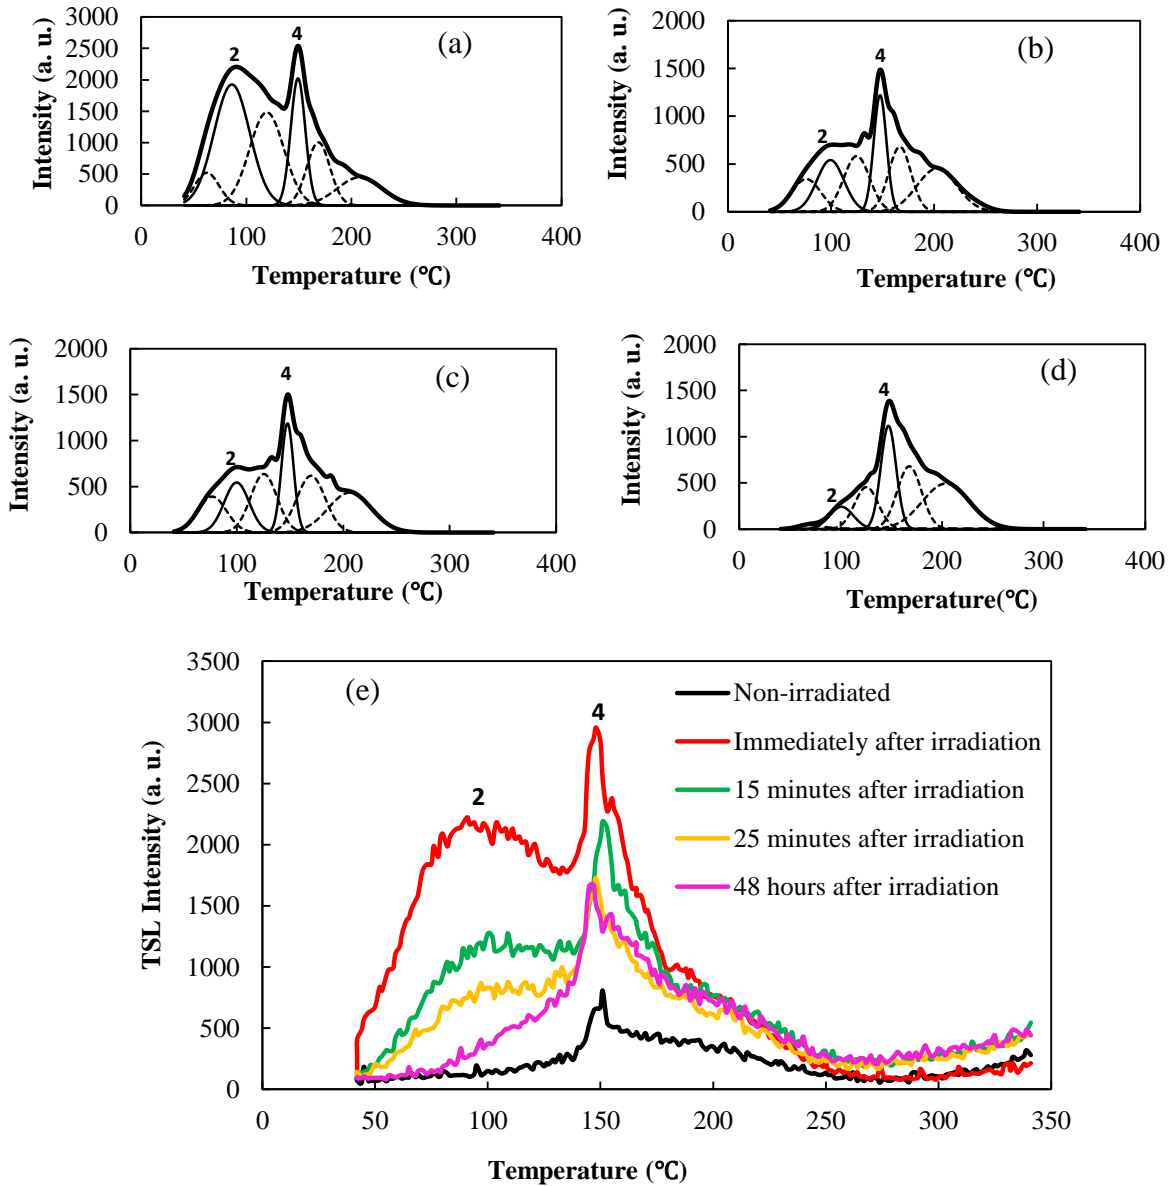 (a)
2
4
Intensity (a. u.)
3000
2500
2000
1500
1000
500
0
0 100 200 300 400
Temperature (℃)
(b)
2
4
Intensity (a. u.)
2000
1500
1000
500
0
0 100 200 300 400
Temperature (℃)
(c)
2
4
Intensity (a. u.)
2000
1500
1000
500
0
0 100 200 300 400
Temperature (℃)
(d)
2
4
Intensity (a. u.)
2000
1500
1000
500
0
0 100 200 300 400
Temperature(℃)
(e)
2
4
TSL Intensity (a. u.)
3500
3000
2500
2000
1500
1000
500
0
0 50 100 150 200 250 300 350
Temperature (℃)
Non-irradiated
Immediately after irradiation
15 minutes after irradiation
25 minutes after irradiation
48 hours after irradiation